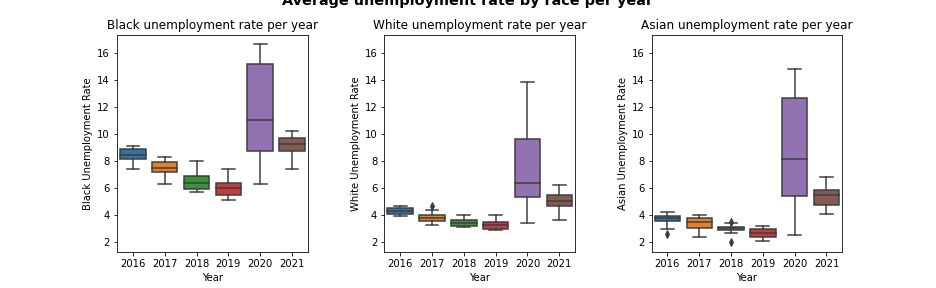 Average unemployment rate by race per year
Black unemployment rate per year
White unemployment rate per year
Asian unemployment rate per year
Black Unemployment Rate
16
14
12
10
8
6
4
2
2016 2017 2018 2019 2020 2021
Year
White Unemployment Rate
16
14
12
10
8
6
4
2
2016 2017 2018 2019 2020 2021
Year
Asian Unemployment Rate
16
14
12
10
8
6
4
2
2016 2017 2018 2019 2020 2021
Year